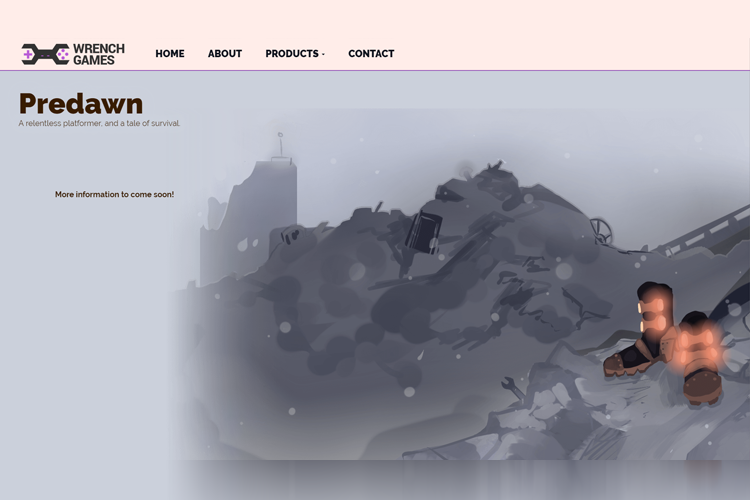 WRENCH
GAMES
HOME ABOUT PRODUCTS CONTACT
Predawn
A relentless platformer, and a tale of survival.
More information to come soon!